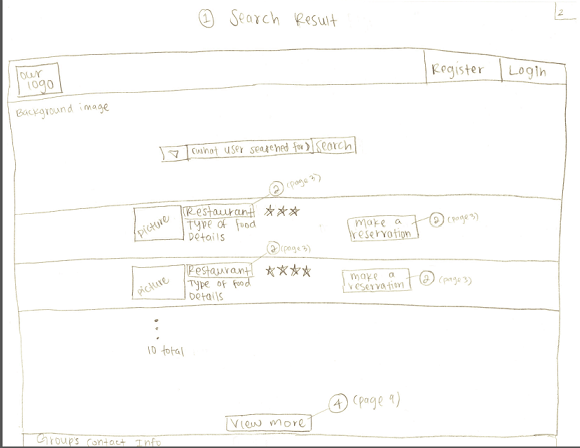 2
① Search Result
our logo
Register
Login
Background image
▽ (what user searched for) Search
② (page 3)
picture
Restaurant ☆☆☆
Type of food
Details
make a reservation
② (page 3)
② (page 3)
picture
Restaurant ☆☆☆☆
Type of food
Details
make a reservation
② (page 3)
10 total
④ (page 9)
View more
Groups contact Info